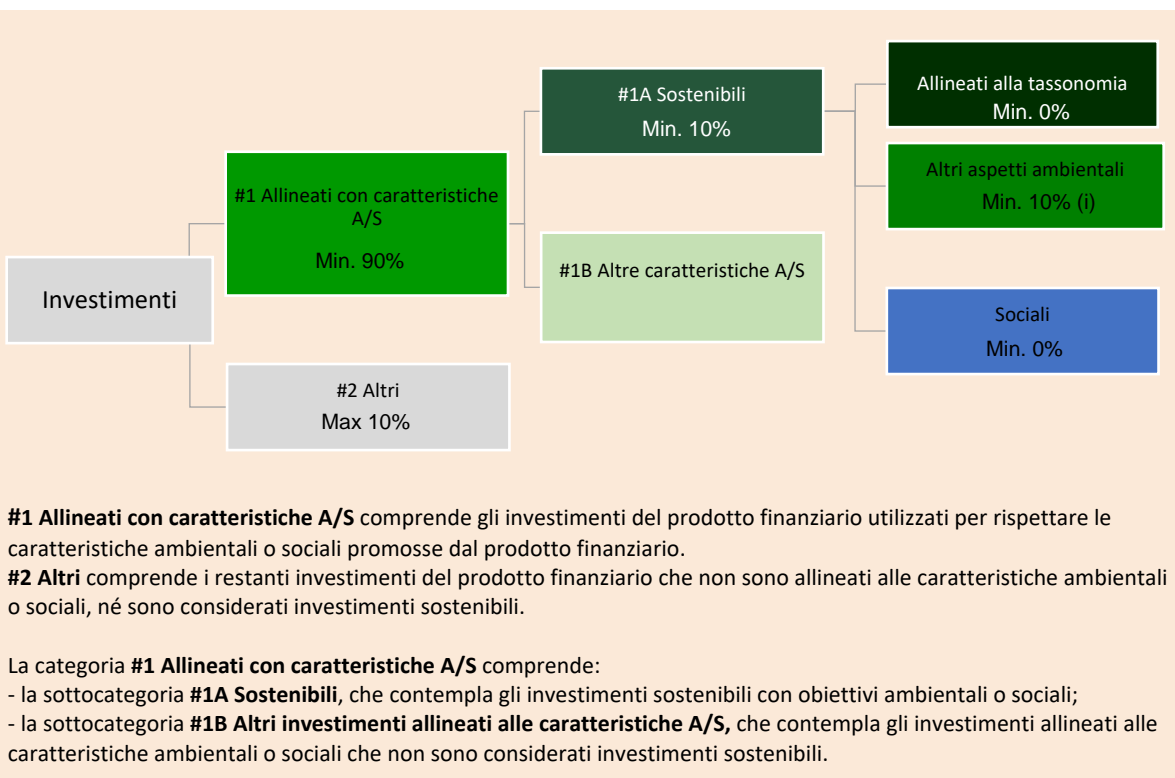 Investimenti
#1 Allineati con caratteristiche
A/S
Min. 90%
#2 Altri
Max 10%
#1A Sostenibili
Min. 10%
#1B Altre caratteristiche A/S
Allineati alla tassonomia
Min. 0%
Altri aspetti ambientali
Min. 10% (i)
Sociali
Min. 0%
#1 Allineati con caratteristiche A/S comprende gli investimenti del prodotto finanziario utilizzati per rispettare le
caratteristiche ambientali o sociali promosse dal prodotto finanziario.
#2 Altri comprende i restanti investimenti del prodotto finanziario che non sono allineati alle caratteristiche ambientali
o sociali, né sono considerati investimenti sostenibili.
La categoria #1 Allineati con caratteristiche A/S comprende:
- la sottocategoria #1A Sostenibili, che contempla gli investimenti sostenibili con obiettivi ambientali o sociali;
- la sottocategoria #1B Altri investimenti allineati alle caratteristiche A/S, che contempla gli investimenti allineati alle
caratteristiche ambientali o sociali che non sono considerati investimenti sostenibili.